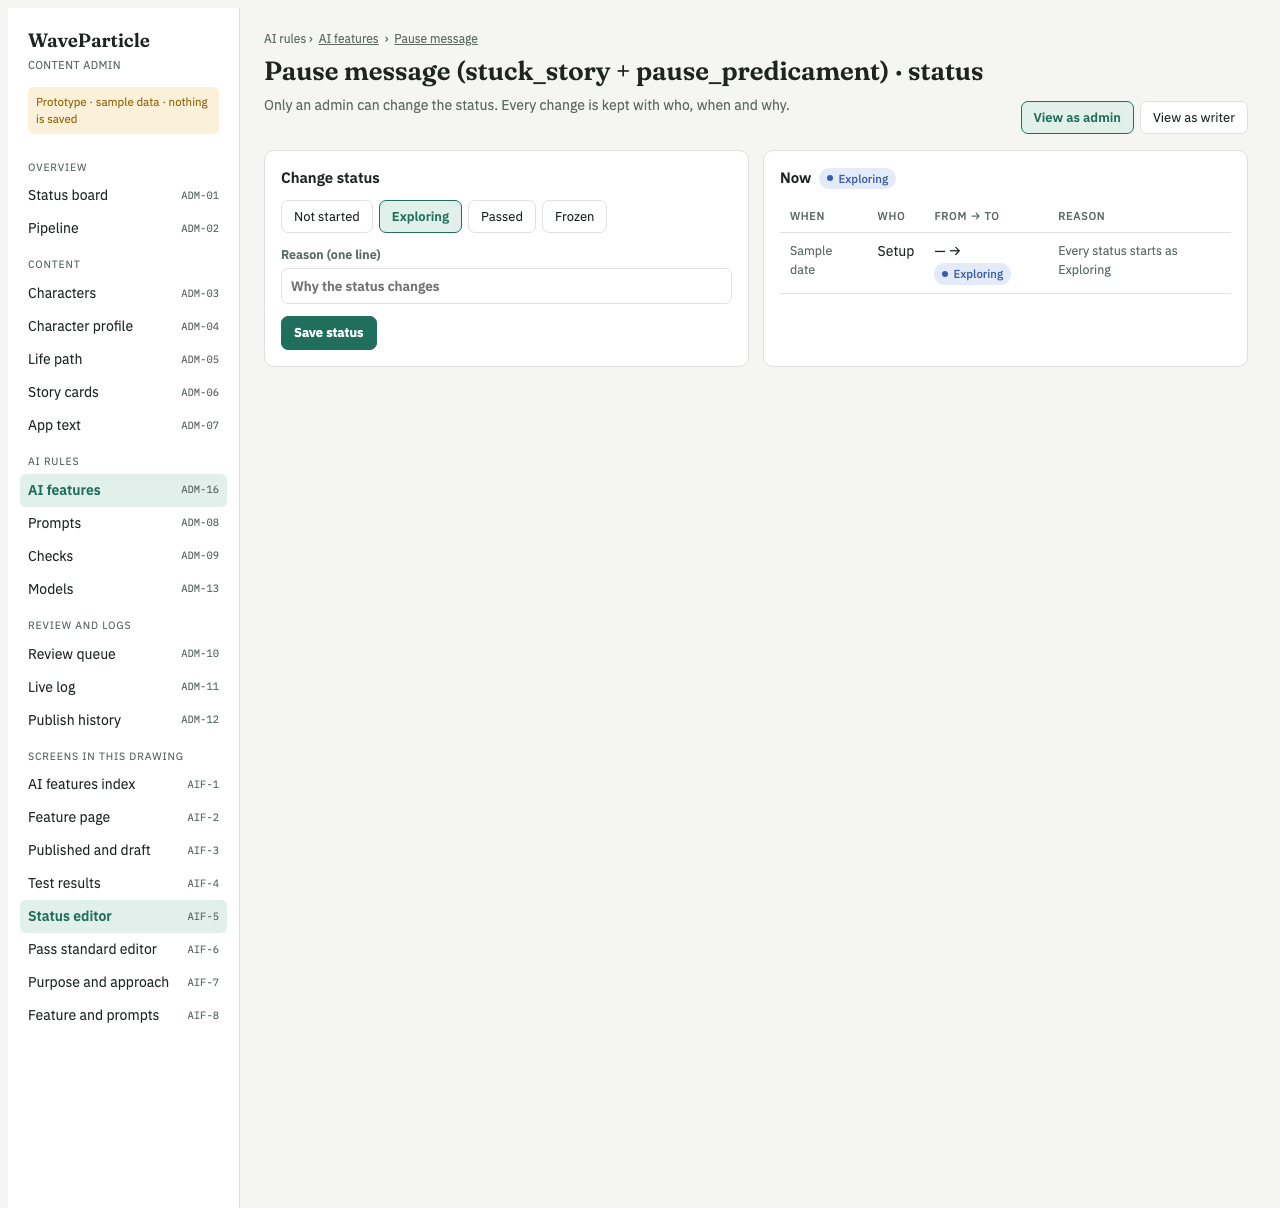 WaveParticle
CONTENT ADMIN
Prototype · sample data · nothing
is saved
OVERVIEW
Status board ADM-01
Pipeline ADM-02
CONTENT
Characters ADM-03
Character profile ADM-04
Life path ADM-05
Story cards ADM-06
App text ADM-07
AI RULES
AI features ADM-16
Prompts ADM-08
Checks ADM-09
Models ADM-13
REVIEW AND LOGS
Review queue ADM-10
Live log ADM-11
Publish history ADM-12
SCREENS IN THIS DRAWING
AI features index AIF-1
Feature page AIF-2
Published and draft AIF-3
Test results AIF-4
Status editor AIF-5
Pass standard editor AIF-6
Purpose and approach AIF-7
Feature and prompts AIF-8
AI rules › AI features › Pause message
Pause message (stuck_story + pause_predicament) · status
Only an admin can change the status. Every change is kept with who, when and why.
View as admin View as writer
Change status
Not started Exploring Passed Frozen
Reason (one line)
Why the status changes
Save status
Now Exploring
WHEN WHO FROM → TO REASON
Sample Setup — → Every status starts as
date Exploring Exploring